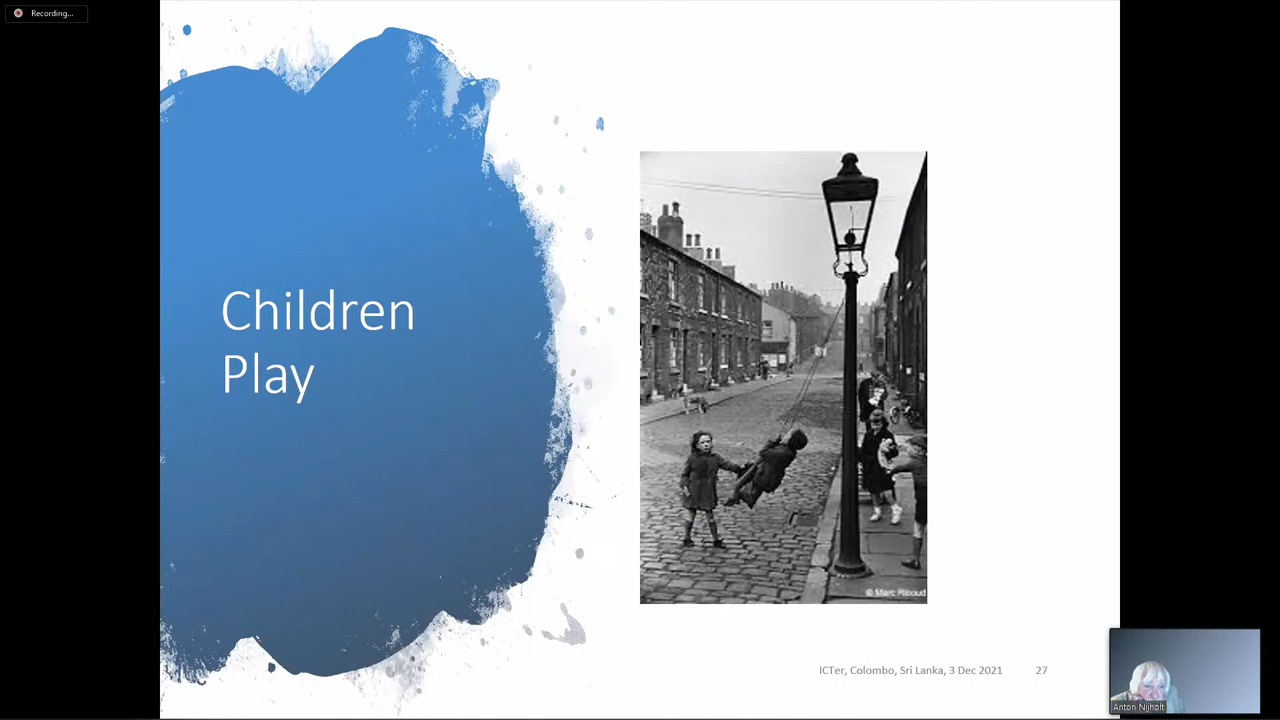 Recording...
Children
Play
© Marc Riboud
ICTer, Colombo, Sri Lanka, 3 Dec 2021
27
Anton Nijholt